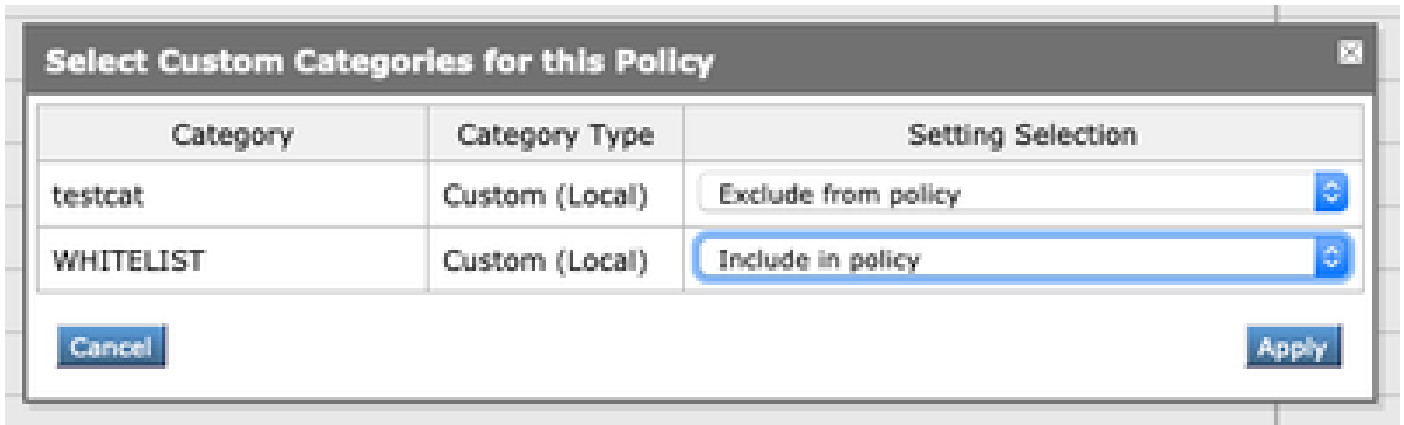 Select Custom Categories for this Policy
Category Category Type Setting Selection
testcat Custom (Local) Exclude from policy
WHITELIST Custom (Local) Include in policy
Cancel Apply